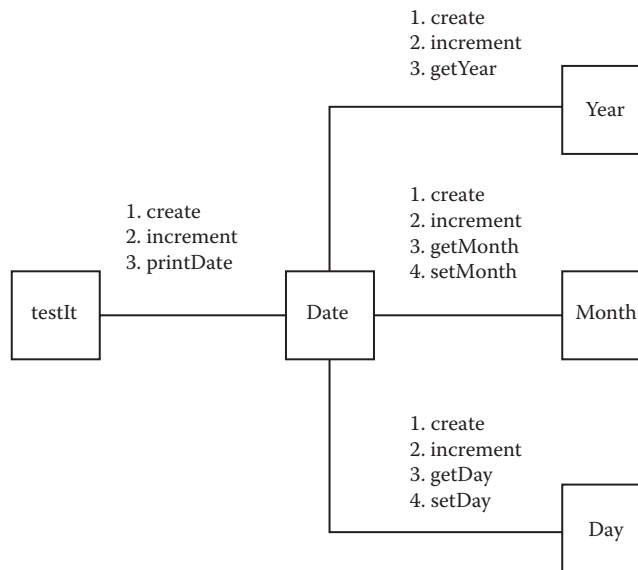 1. create
2. increment
3. getYear
Year
1. create
2. increment
3. printDate
1. create
2. increment
3. getMonth
4. setMonth
testIt
Date
Month
1. create
2. increment
3. getDay
4. setDay
Day